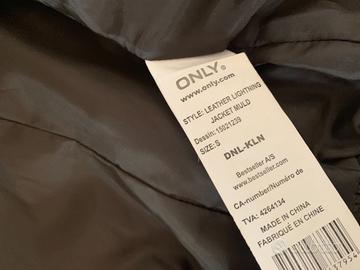 ONLY®
www.only.com
STYLE: LEATHER LIGHTNING
JACKET MULD
Dessin: 15021239
SIZE: S
DNL-KLN
Bestseller A/S
www.bestseller.com
CA-number/Numéro de
TVA: 4264134
MADE IN CHINA
FABRIQUÉ EN CHINE